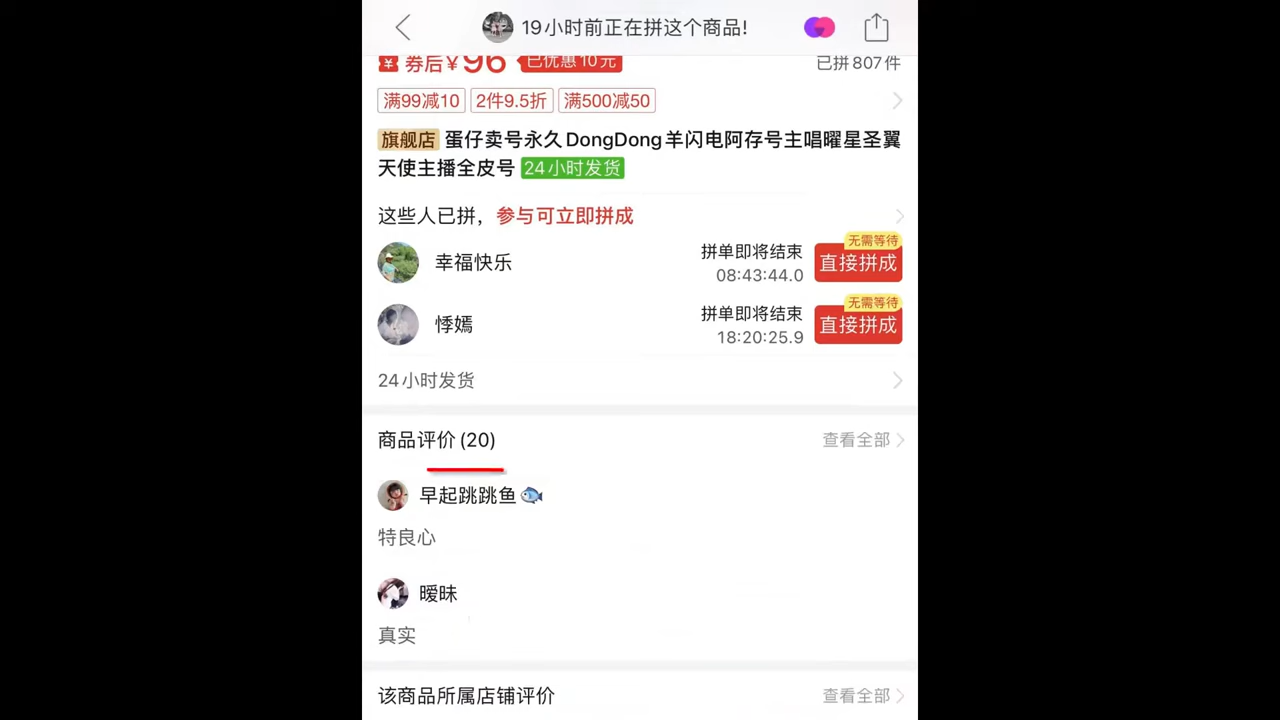 19小时前正在拼这个商品!
券后¥96 已优惠10元 已拼807件
满99减10 2件9.5折 满500减50
旗舰店 蛋仔卖号永久DongDong羊闪电阿存号主唱曜星圣翼
天使主播全皮号 24小时发货
这些人已拼，参与可立即拼成
幸福快乐 拼单即将结束 08:43:44.0 无需等待 直接拼成
悸嫣 拼单即将结束 18:20:25.9 无需等待 直接拼成
24小时发货
商品评价(20) 查看全部
早起跳跳鱼🐟
特良心
暧昧
真实
该商品所属店铺评价 查看全部